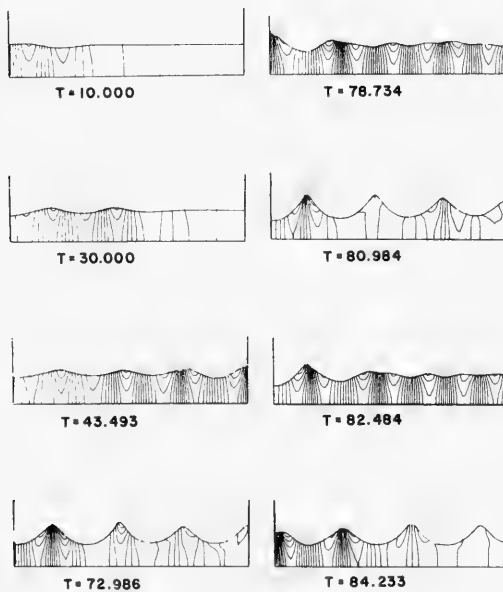 T = 10.000
T = 78.734
T = 30.000
T = 80.984
T = 43.493
T = 82.484
T = 72.986
T = 84.233